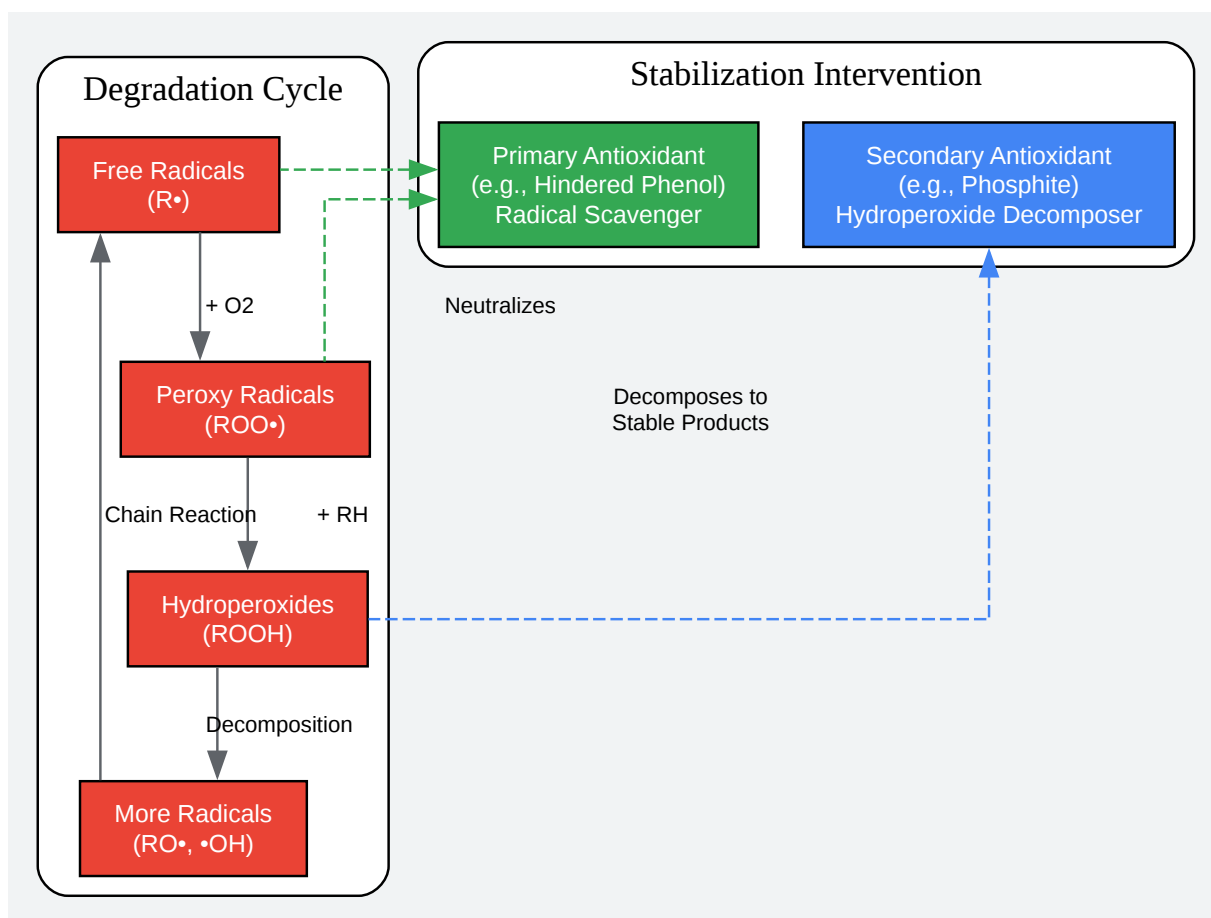 Degradation Cycle
Free Radicals
(R•)
+ O2
Peroxy Radicals
(ROO•)
Chain Reaction
+ RH
Hydroperoxides
(ROOH)
Decomposition
More Radicals
(RO•, •OH)
Stabilization Intervention
Primary Antioxidant
(e.g., Hindered Phenol)
Radical Scavenger
Secondary Antioxidant
(e.g., Phosphite)
Hydroperoxide Decomposer
Neutralizes
Decomposes to
Stable Products